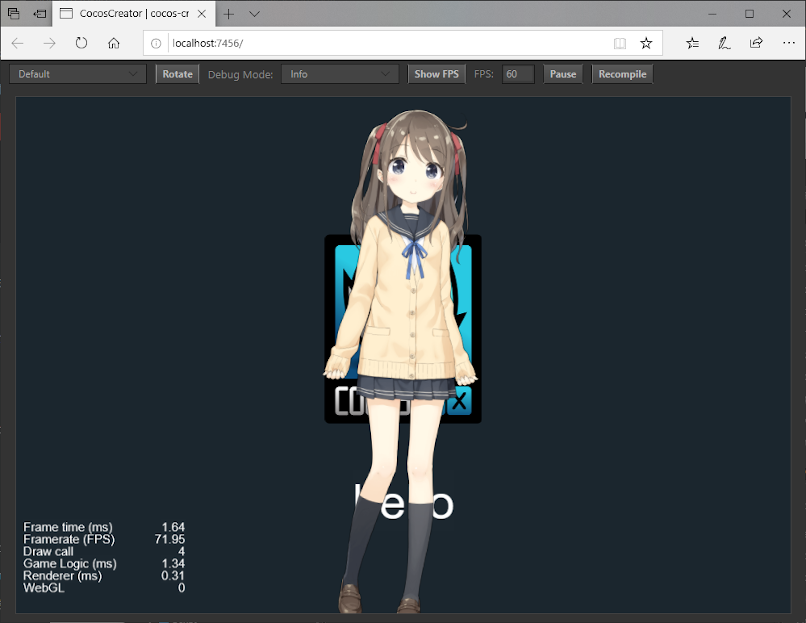 CocosCreator | cocos-cr
localhost:7456/
Default Rotate Debug Mode: Info Show FPS FPS: 60 Pause Recompile
Frame time (ms) 1.64
Framerate (FPS) 71.95
Draw call 4
Game Logic (ms) 1.34
Renderer (ms) 0.31
WebGL 0